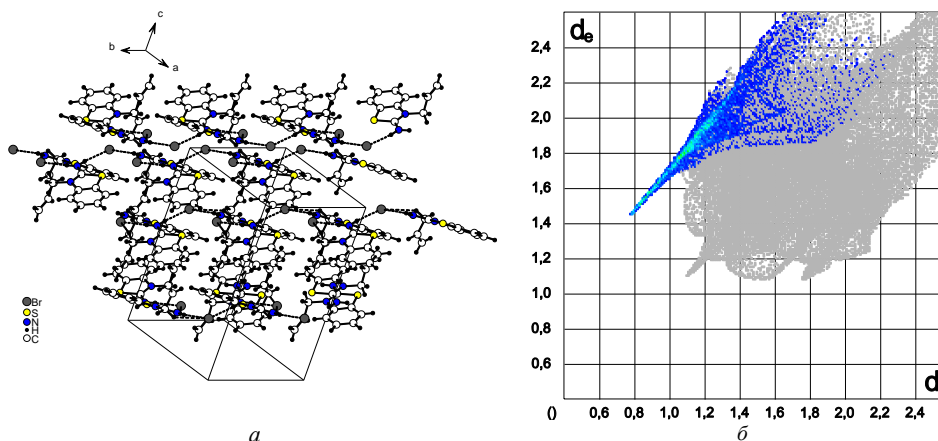 c
b
a
Br
S
N
H
C
а
dₑ
2,4
2,2
2,0
1,8
1,6
1,4
1,2
1,0
0,8
0,6
() 0,6 0,8 1,0 1,2 1,4 1,6 1,8 2,0 2,2 2,4
d
б